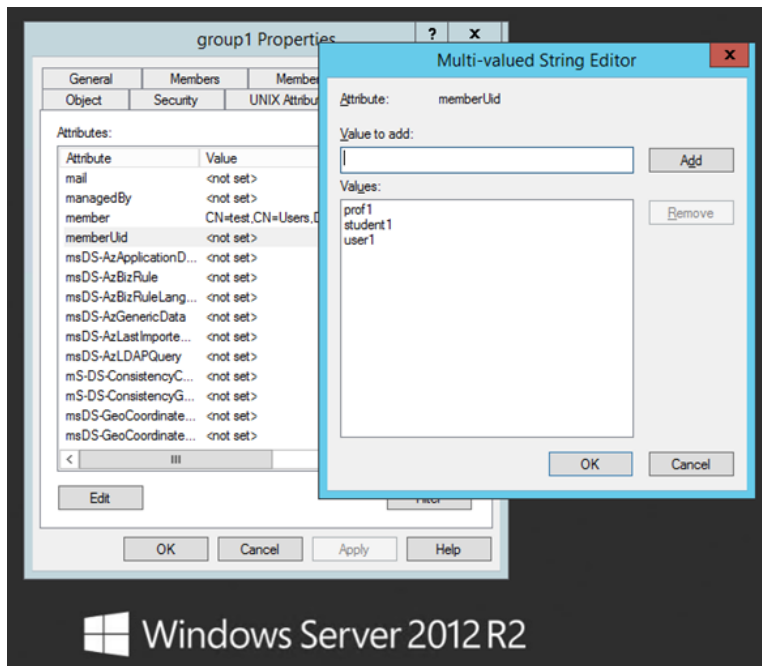 group1 Properties
? x
General Members Member
Object Security UNIX Attribu
Attributes:
Attribute Value
mail <not set>
managedBy <not set>
member CN=test,CN=Users,D
memberUid <not set>
msDS-AzApplicationD... <not set>
msDS-AzBizRule <not set>
msDS-AzBizRuleLang... <not set>
msDS-AzGenericData <not set>
msDS-AzLastImporte... <not set>
msDS-AzLDAPQuery <not set>
mS-DS-ConsistencyC... <not set>
mS-DS-ConsistencyG... <not set>
msDS-GeoCoordinate... <not set>
msDS-GeoCoordinate... <not set>
Edit
Filter
OK Cancel Apply Help
Multi-valued String Editor
x
Attribute: memberUid
Value to add:
Add
Values:
prof1
student1
user1
Remove
OK Cancel
Windows Server 2012 R2